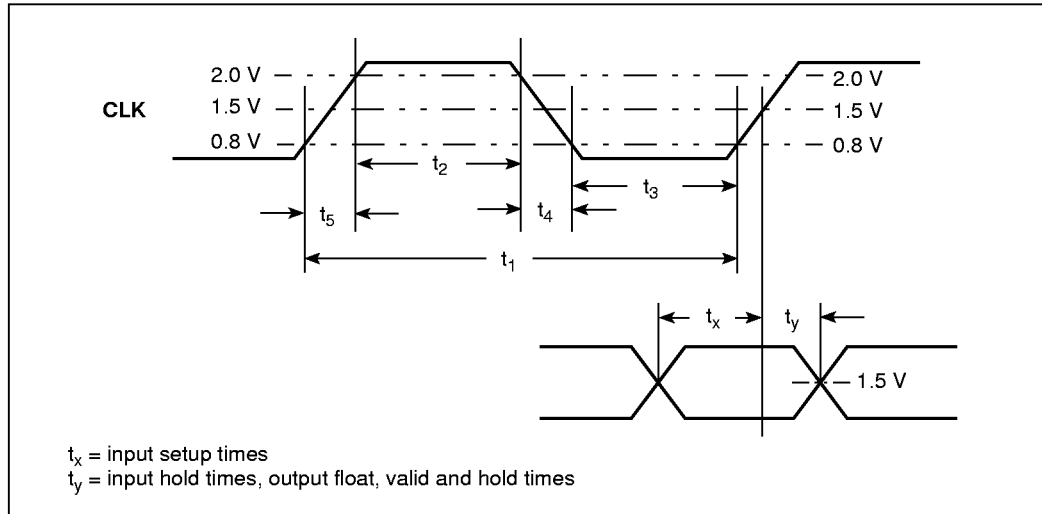 2.0 V
2.0 V
CLK
1.5 V
1.5 V
0.8 V
0.8 V
t2
t3
t5
t4
t1
tx
ty
1.5 V
tx = input setup times
ty = input hold times, output float, valid and hold times